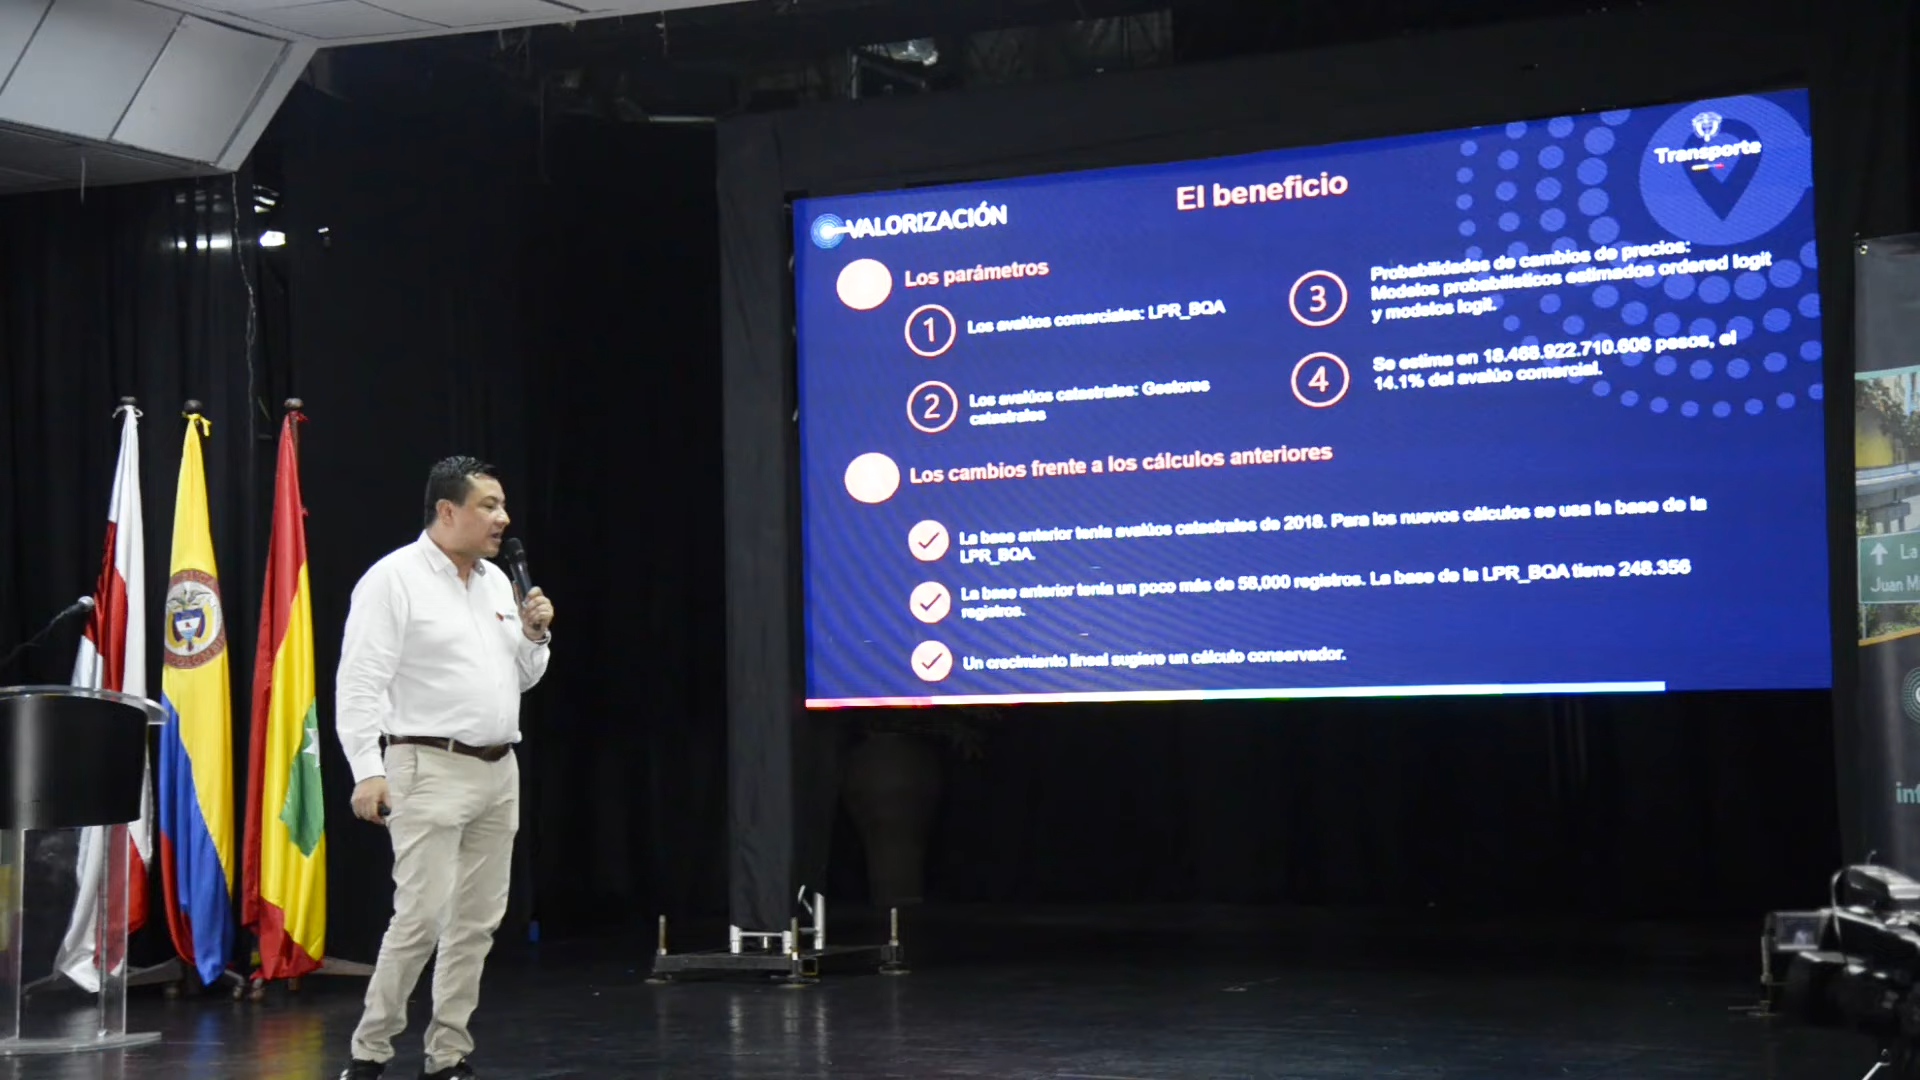 Transporte
El beneficio
VALORIZACIÓN
Los parámetros
1
Los avalúos comerciales: LPR_BQA
2
Los avalúos catastrales: Gestores
catastrales
3
Probabilidades de cambios de precios:
Modelos probabilísticos estimados ordered logit
y modelos logit.
4
Se estima en 18.468.922.710.608 pesos, el
14.1% del avalúo comercial.
Los cambios frente a los cálculos anteriores
La base anterior tenía avalúos catastrales de 2018. Para los nuevos cálculos se usa la base de la
LPR_BQA.
La base anterior tenía un poco más de 58,000 registros. La base de la LPR_BQA tiene 248.356
registros.
Un crecimiento lineal sugiere un cálculo conservador.
La
Juan M
inf